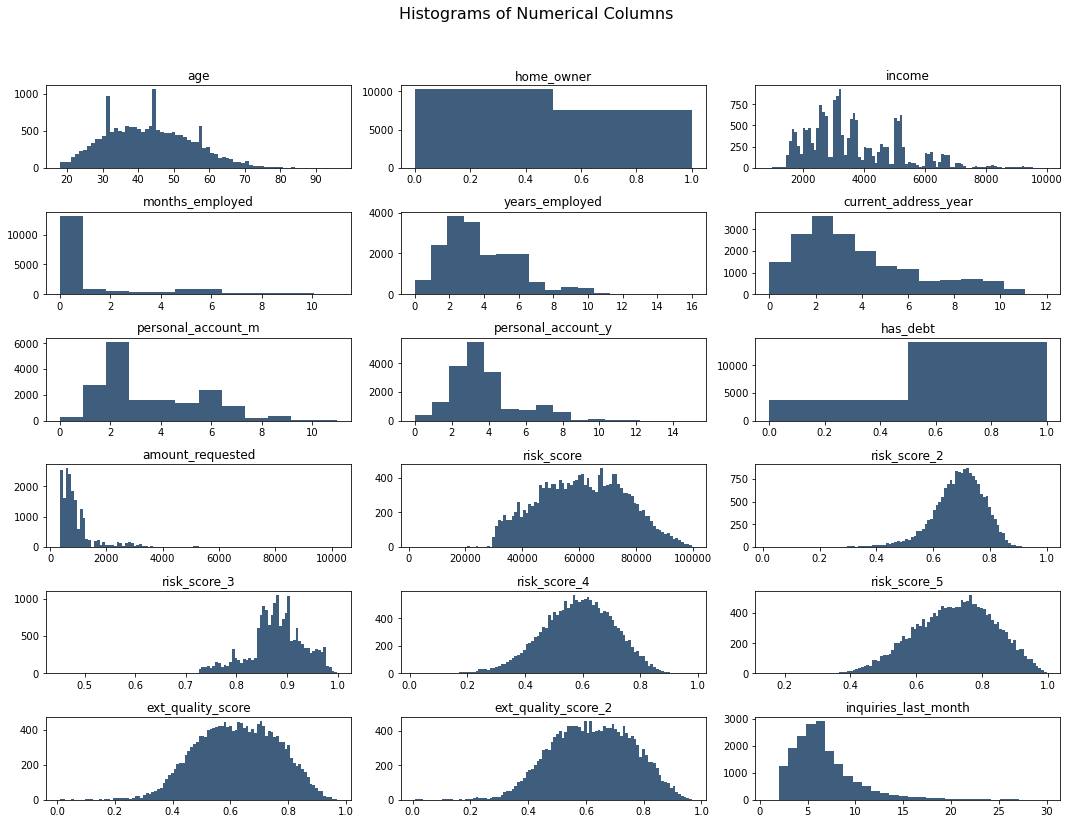 Histograms of Numerical Columns
age home_owner income
1000 10000 750
500 5000 500
250
0 0 0
20 30 40 50 60 70 80 90 0.0 0.2 0.4 0.6 0.8 1.0 2000 4000 6000 8000 10000
months_employed years_employed current_address_year
10000 4000 3000
5000 2000 2000
1000
0 0 0
0 2 4 6 8 10 0 2 4 6 8 10 12 14 16 0 2 4 6 8 10 12
personal_account_m personal_account_y has_debt
6000 4000 10000
4000 2000 5000
2000
0 0 0
0 2 4 6 8 10 0 2 4 6 8 10 12 14 0.0 0.2 0.4 0.6 0.8 1.0
amount_requested risk_score risk_score_2
2000 400 750
1000 200 500
250
0 0 0
0 2000 4000 6000 8000 10000 0 20000 40000 60000 80000 100000 0.0 0.2 0.4 0.6 0.8 1.0
risk_score_3 risk_score_4 risk_score_5
1000 400 400
500 200 200
0 0 0
0.5 0.6 0.7 0.8 0.9 1.0 0.0 0.2 0.4 0.6 0.8 1.0 0.2 0.4 0.6 0.8 1.0
ext_quality_score ext_quality_score_2 inquiries_last_month
400 400 3000
200 200 2000
1000
0 0 0
0.0 0.2 0.4 0.6 0.8 1.0 0.0 0.2 0.4 0.6 0.8 1.0 0 5 10 15 20 25 30